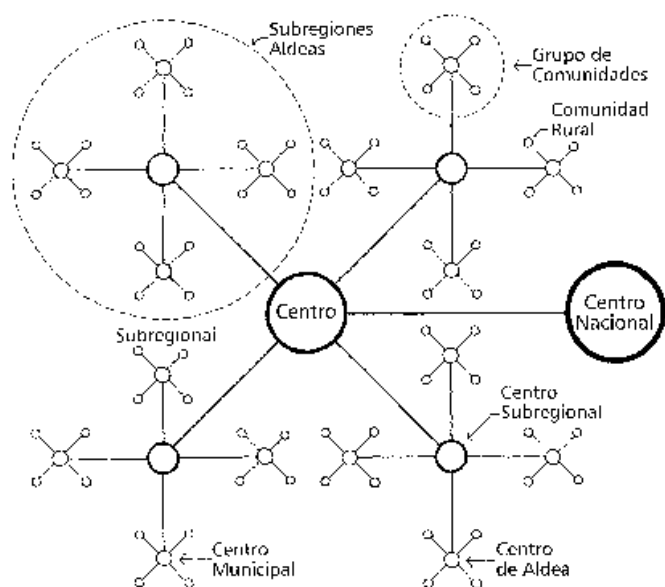 Subregiones
Aldeas
Grupo de
Comunidades
Comunidad
Rural
Centro
Centro
Nacional
Subregional
Centro
Subregional
Centro
Municipal
Centro
de Aldea